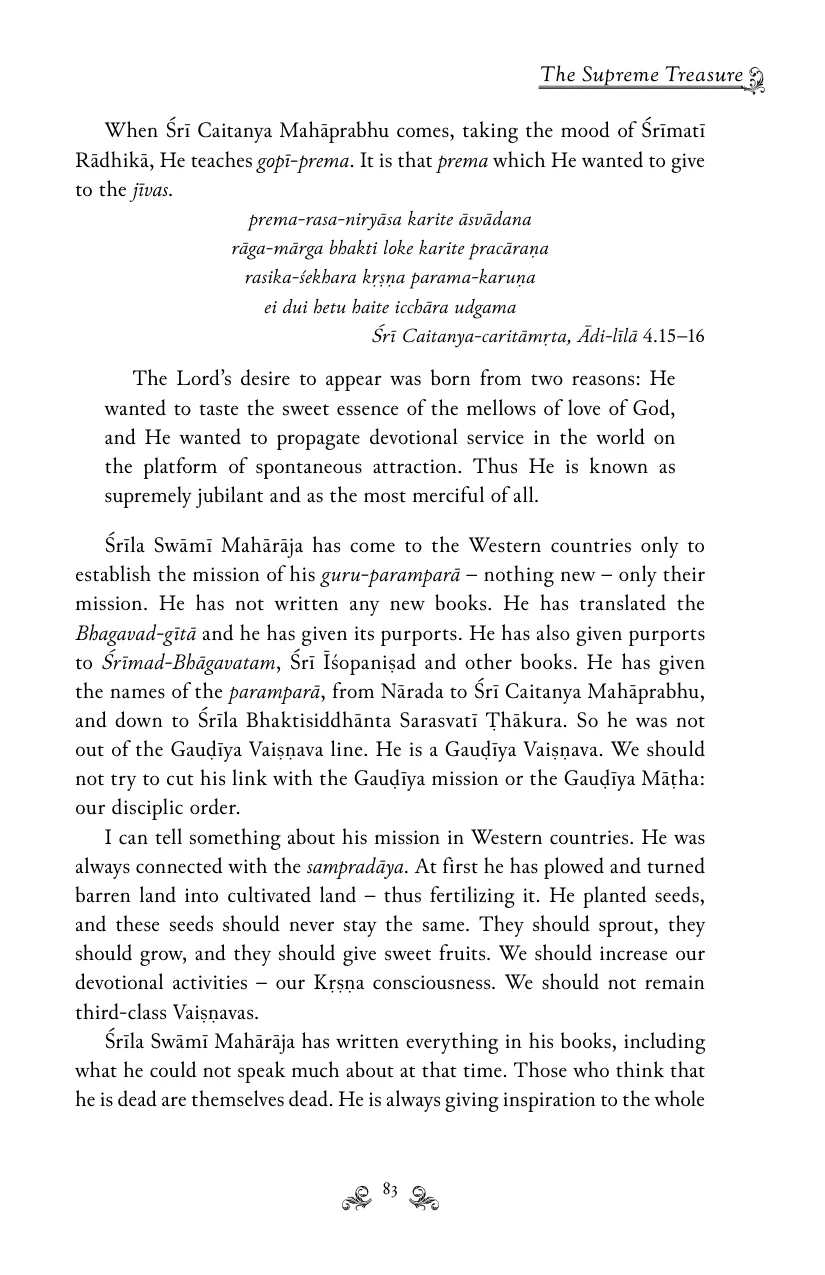 The Supreme Treasure
When Śrī Caitanya Mahāprabhu comes, taking the mood of Śrīmatī
Rādhikā, He teaches gopī-prema. It is that prema which He wanted to give
to the jīvas.
prema-rasa-niryāsa karite āsvādana
rāga-mārga bhakti loke karite pracāraṇa
rasika-śekhara kṛṣṇa parama-karuṇa
ei dui hetu haite icchāra udgama
Śrī Caitanya-caritāmṛta, Ādi-līlā 4.15–16
The Lord’s desire to appear was born from two reasons: He
wanted to taste the sweet essence of the mellows of love of God,
and He wanted to propagate devotional service in the world on
the platform of spontaneous attraction. Thus He is known as
supremely jubilant and as the most merciful of all.
Śrīla Swāmī Mahārāja has come to the Western countries only to
establish the mission of his guru-paramparā – nothing new – only their
mission. He has not written any new books. He has translated the
Bhagavad-gītā and he has given its purports. He has also given purports
to Śrīmad-Bhāgavatam, Śrī Īśopaniṣad and other books. He has given
the names of the paramparā, from Nārada to Śrī Caitanya Mahāprabhu,
and down to Śrīla Bhaktisiddhānta Sarasvatī Ṭhākura. So he was not
out of the Gauḍīya Vaiṣṇava line. He is a Gauḍīya Vaiṣṇava. We should
not try to cut his link with the Gauḍīya mission or the Gauḍīya Māṭha:
our disciplic order.
I can tell something about his mission in Western countries. He was
always connected with the sampradāya. At first he has plowed and turned
barren land into cultivated land – thus fertilizing it. He planted seeds,
and these seeds should never stay the same. They should sprout, they
should grow, and they should give sweet fruits. We should increase our
devotional activities – our Kṛṣṇa consciousness. We should not remain
third-class Vaiṣṇavas.
Śrīla Swāmī Mahārāja has written everything in his books, including
what he could not speak much about at that time. Those who think that
he is dead are themselves dead. He is always giving inspiration to the whole
83